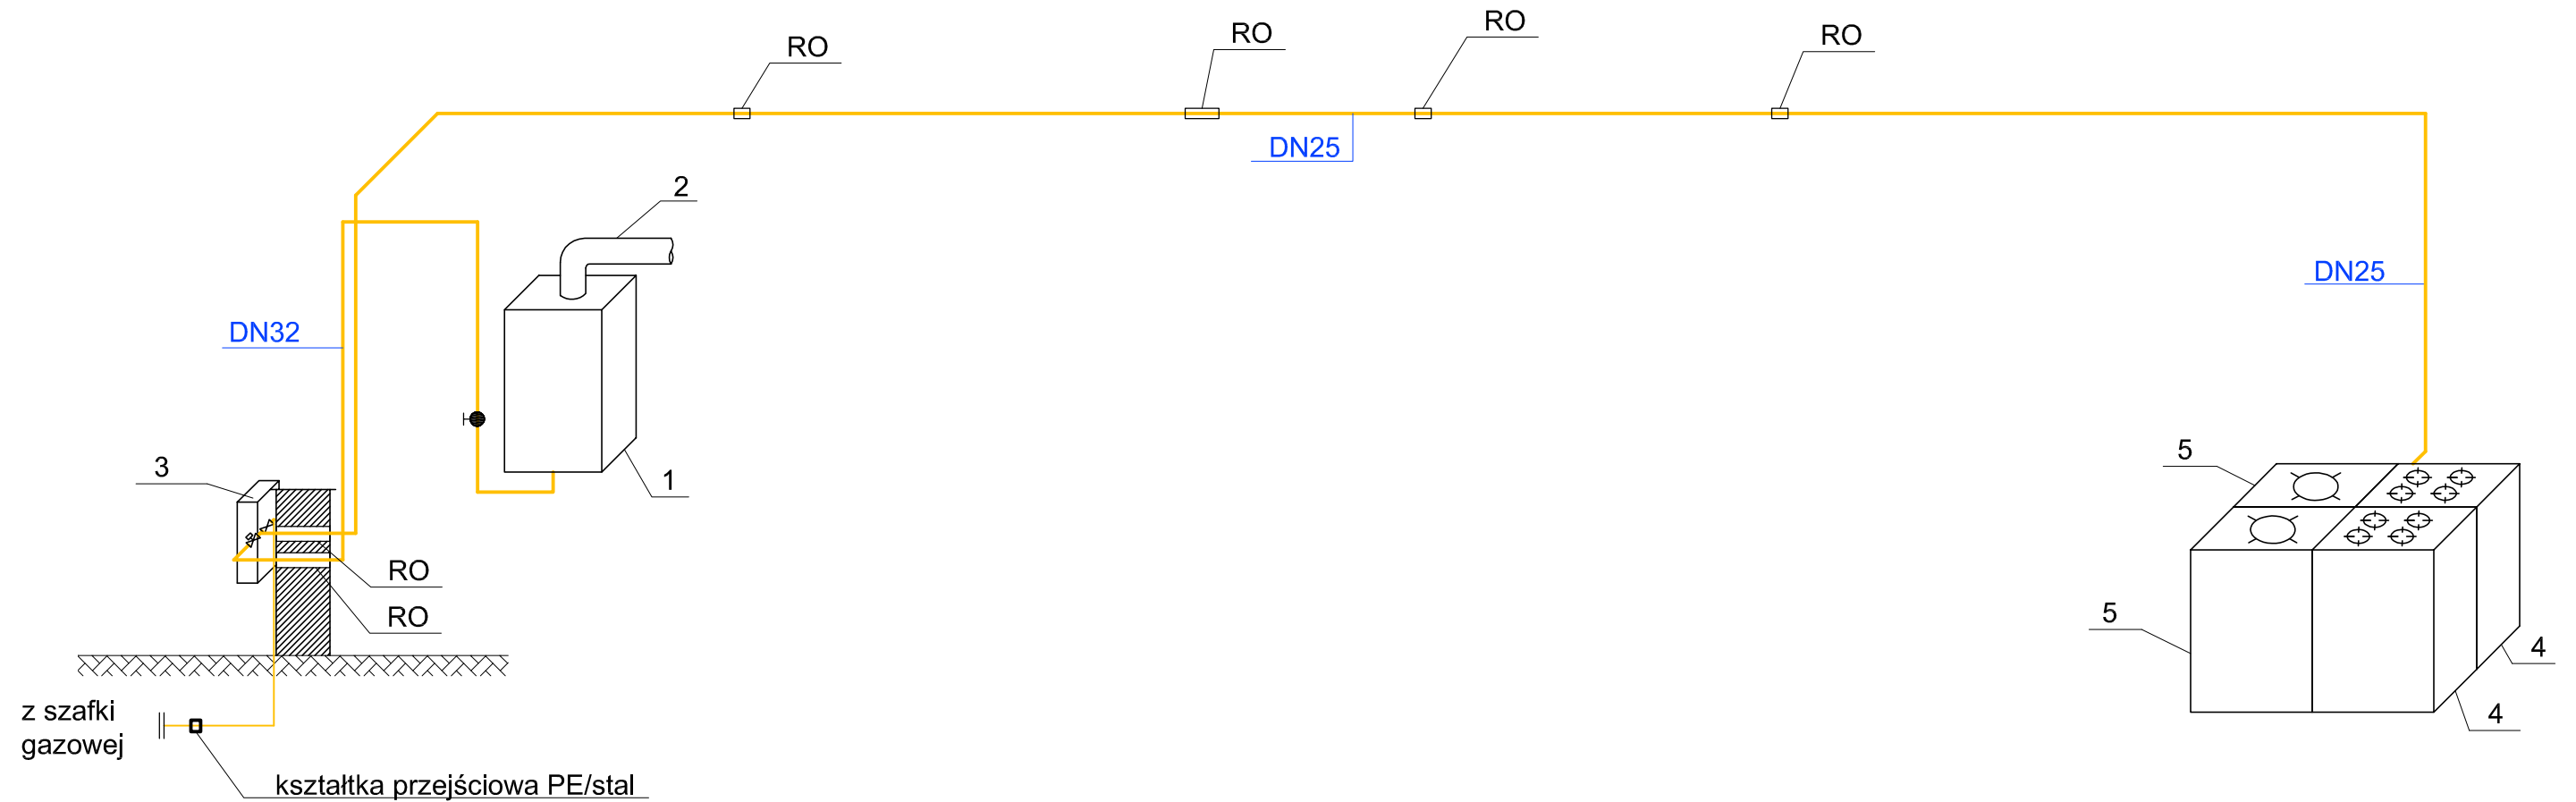 RO
RO
RO
RO
DN25
2
DN25
DN32
1
3
5
RO
RO
5
4
4
z szafki
gazowej
kształtka przejściowa PE/stal